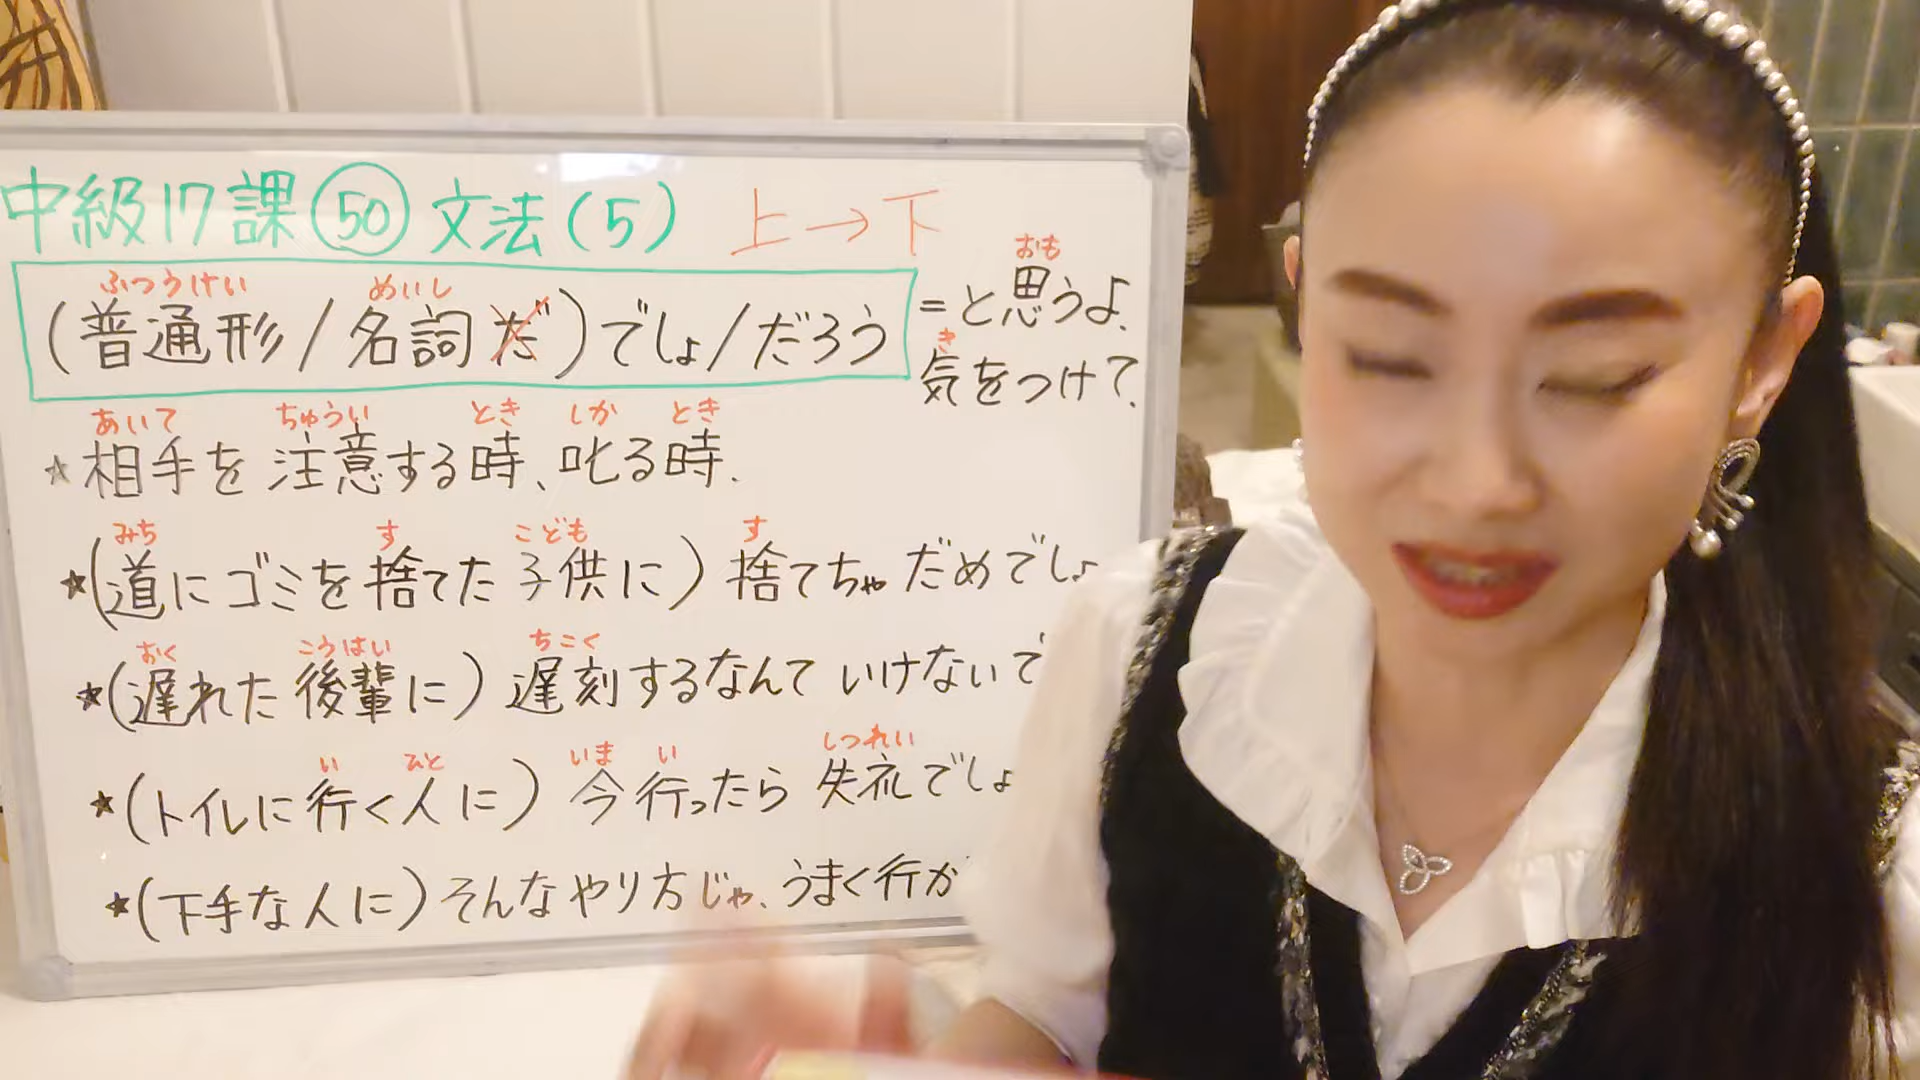 中級17課 ㊿ 文法(5) 上→下
ふつうけい めいし
(普通形/名詞だ)でしょ/だろう
おも
=と思うよ.
き
気をつけて.
あいて ちゅうい とき しか とき
☆相手を注意する時、叱る時.
みち す こども す
★(道にゴミを捨てた子供に)捨てちゃだめでしょ
おく こうはい ちこく
★(遅れた後輩に)遅刻するなんていけないで
い ひと いま い しつれい
★(トイレに行く人に)今行ったら失礼でしょ
★(下手な人に)そんなやり方じゃ、うまく行か